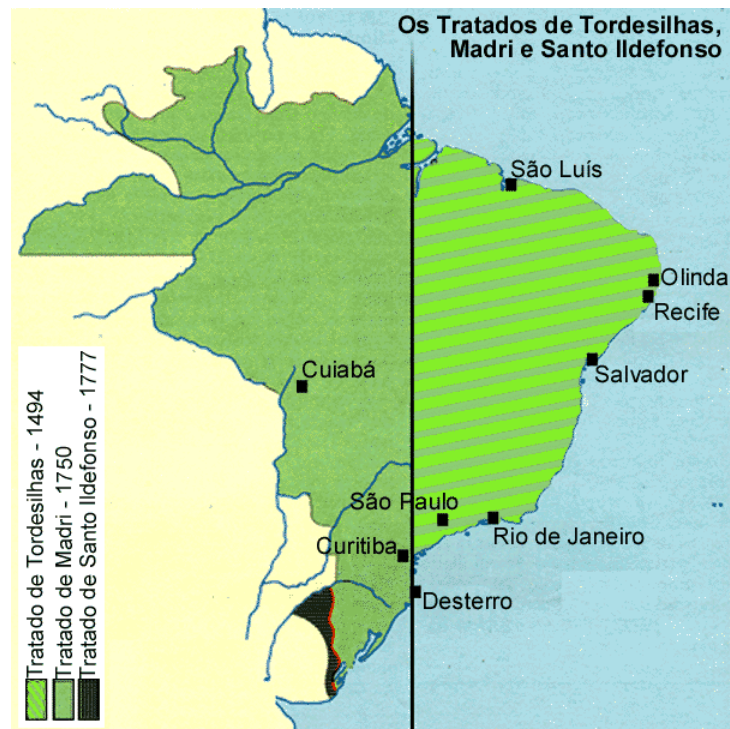 Os Tratados de Tordesilhas,
Madri e Santo Ildefonso
São Luís
Olinda
Recife
Salvador
Cuiabá
São Paulo
Rio de Janeiro
Curitiba
Desterro
Tratado de Tordesilhas - 1494
Tratado de Madri - 1750
Tratado de Santo Ildefonso - 1777